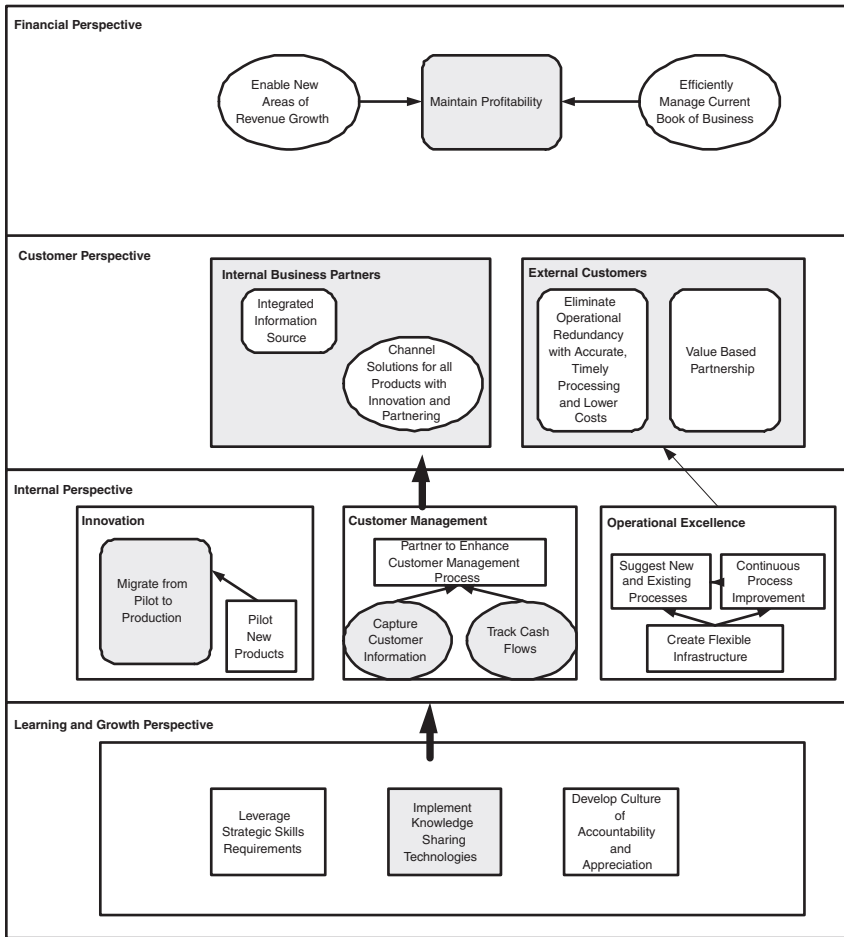 Financial Perspective
Enable New
Areas of
Revenue Growth
Maintain Profitability
Efficiently
Manage Current
Book of Business
Customer Perspective
Internal Business Partners
Integrated
Information
Source
Channel
Solutions for all
Products with
Innovation and
Partnering
External Customers
Eliminate
Operational
Redundancy
with Accurate,
Timely
Processing
and Lower
Costs
Value Based
Partnership
Internal Perspective
Innovation
Migrate from
Pilot to
Production
Pilot
New
Products
Customer Management
Partner to Enhance
Customer Management
Process
Capture
Customer
Information
Track Cash
Flows
Operational Excellence
Suggest New
and Existing
Processes
Continuous
Process
Improvement
Create Flexible
Infrastructure
Learning and Growth Perspective
Leverage
Strategic Skills
Requirements
Implement
Knowledge
Sharing
Technologies
Develop Culture
of
Accountability
and
Appreciation